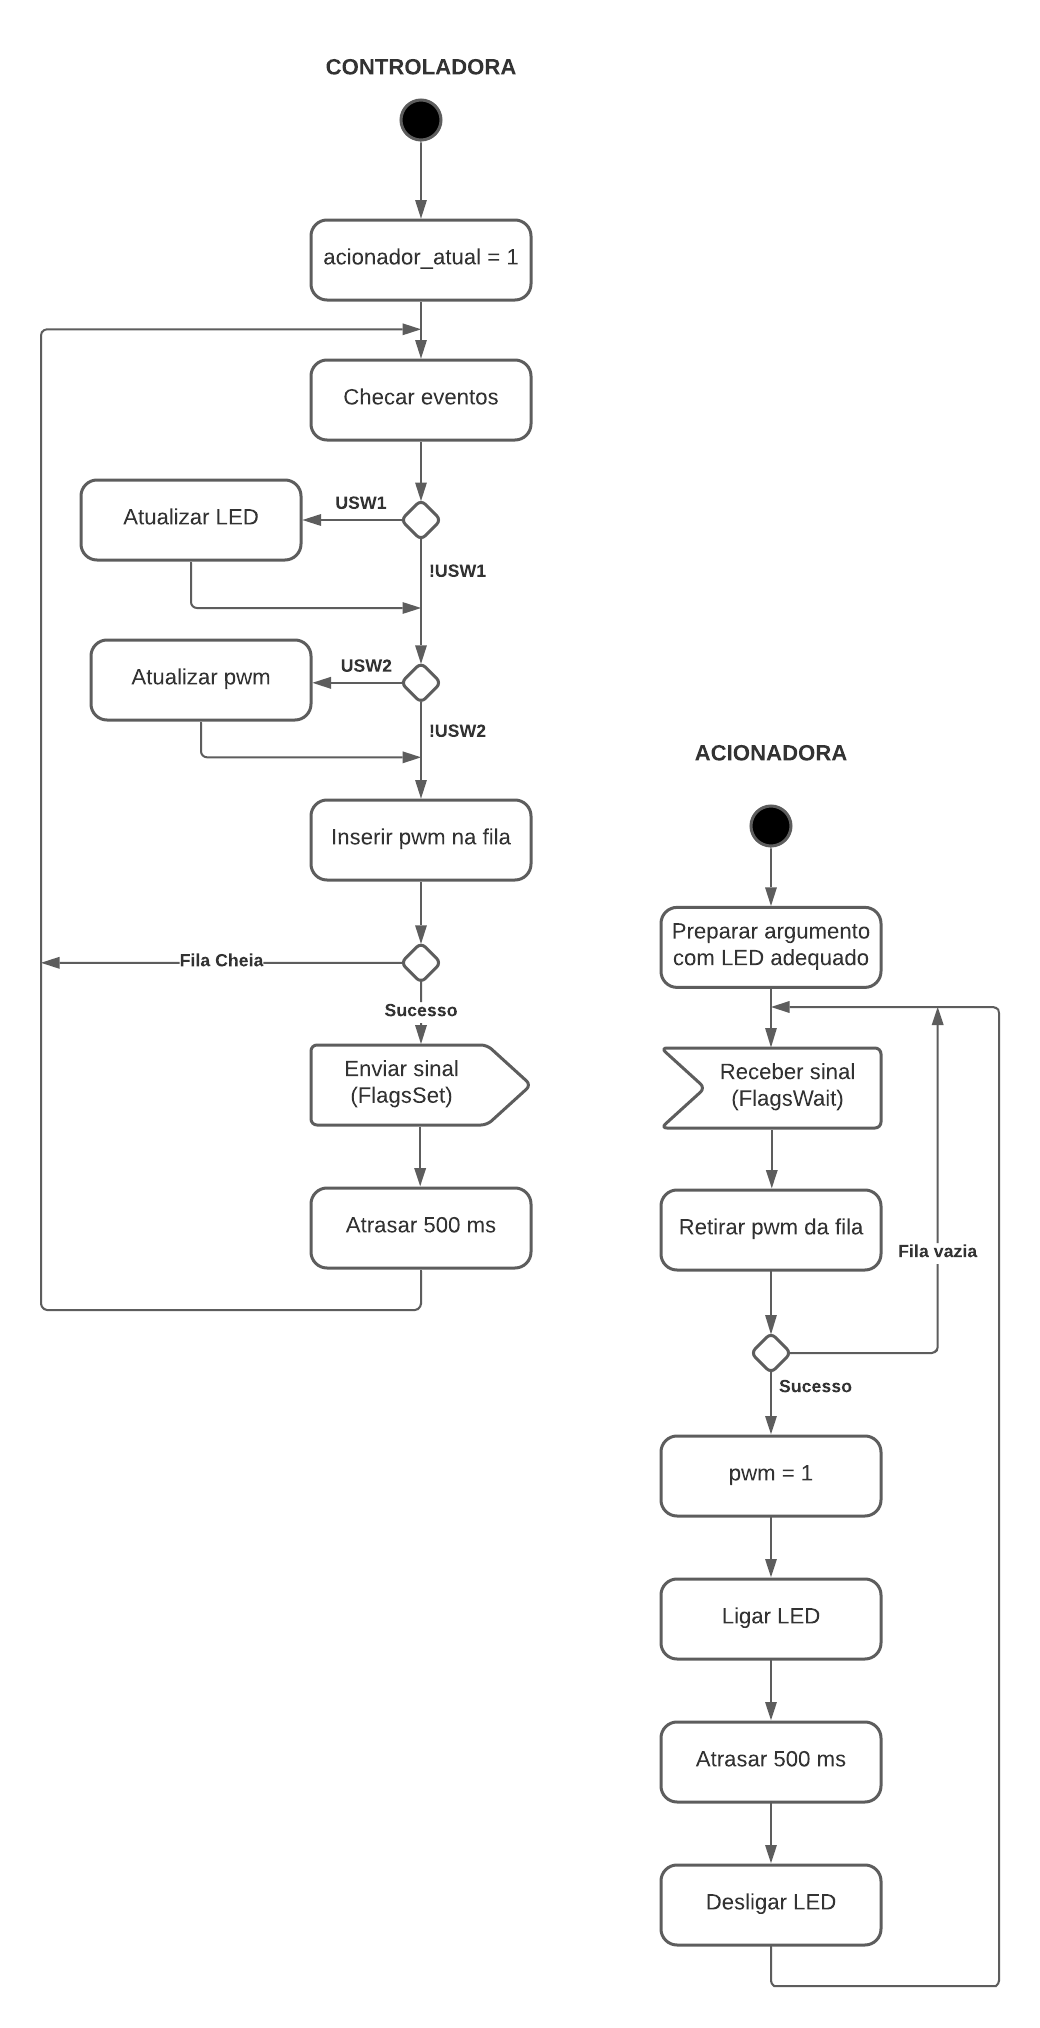 CONTROLADORA
acionador_atual = 1
Checar eventos
USW1
Atualizar LED
!USW1
USW2
Atualizar pwm
!USW2
Inserir pwm na fila
Fila Cheia
Sucesso
Enviar sinal
(FlagsSet)
Atrasar 500 ms
ACIONADORA
Preparar argumento
com LED adequado
Receber sinal
(FlagsWait)
Retirar pwm da fila
Fila vazia
Sucesso
pwm = 1
Ligar LED
Atrasar 500 ms
Desligar LED